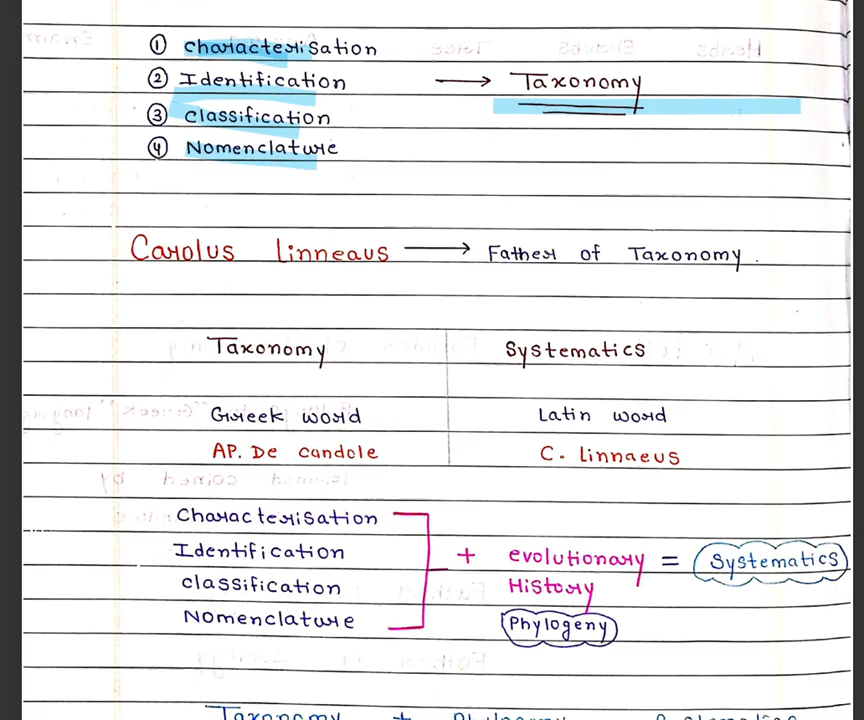 ① characterisation
② Identification ⟶ Taxonomy
③ classification
④ Nomenclature
Carolus linneaus ⟶ Father of Taxonomy.
Taxonomy Systematics
Greek word Latin word
AP. De candole C. linnaeus
Characterisation
Identification + evolutionary = Systematics
classification History
Nomenclature Phylogeny
Taxonomy +